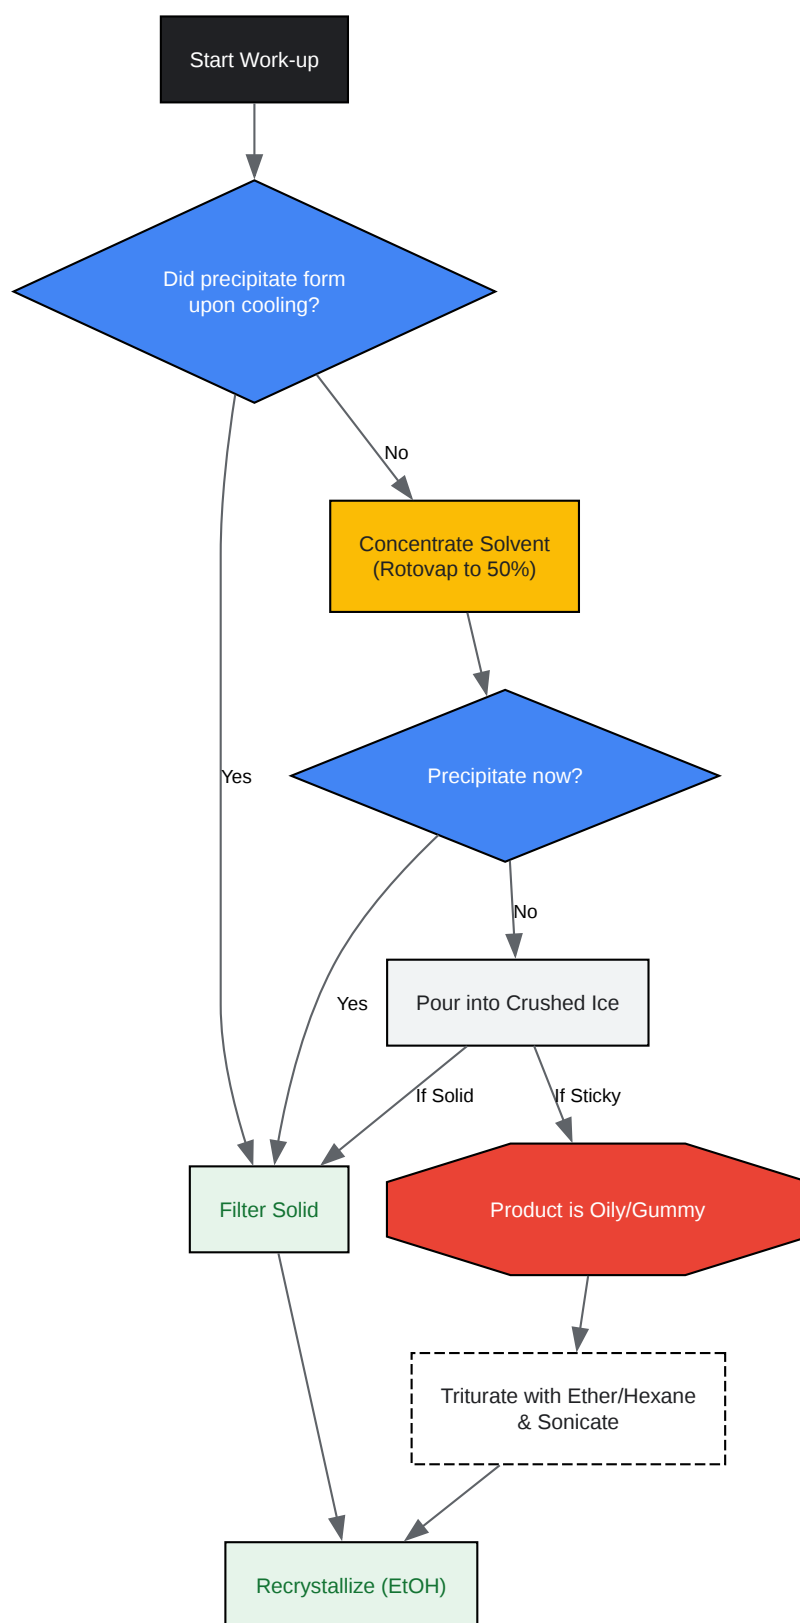 Start Work-up
Did precipitate form
upon cooling?
No
Concentrate Solvent
(Rotovap to 50%)
Yes
Precipitate now?
No
Yes
Pour into Crushed Ice
If Solid
If Sticky
Filter Solid
Product is Oily/Gummy
Triturate with Ether/Hexane
& Sonicate
Recrystallize (EtOH)